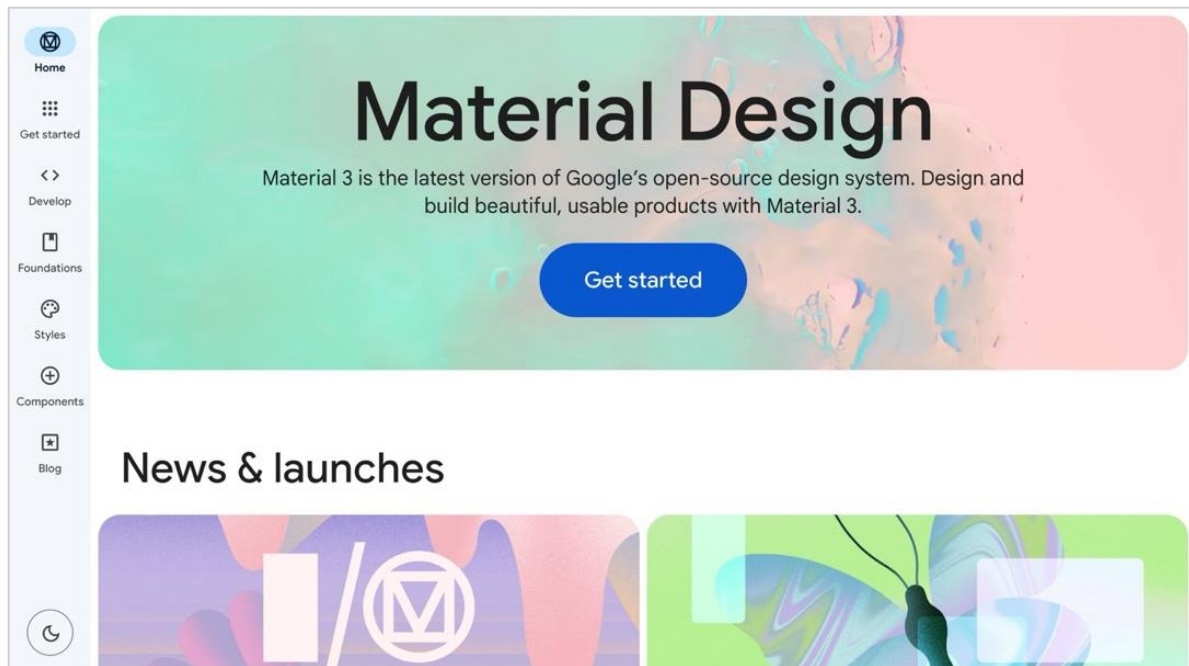 Home
Get started
Develop
Foundations
Styles
Components
Blog
Material Design
Material 3 is the latest version of Google's open-source design system. Design and
build beautiful, usable products with Material 3.
Get started
News & launches
I/O